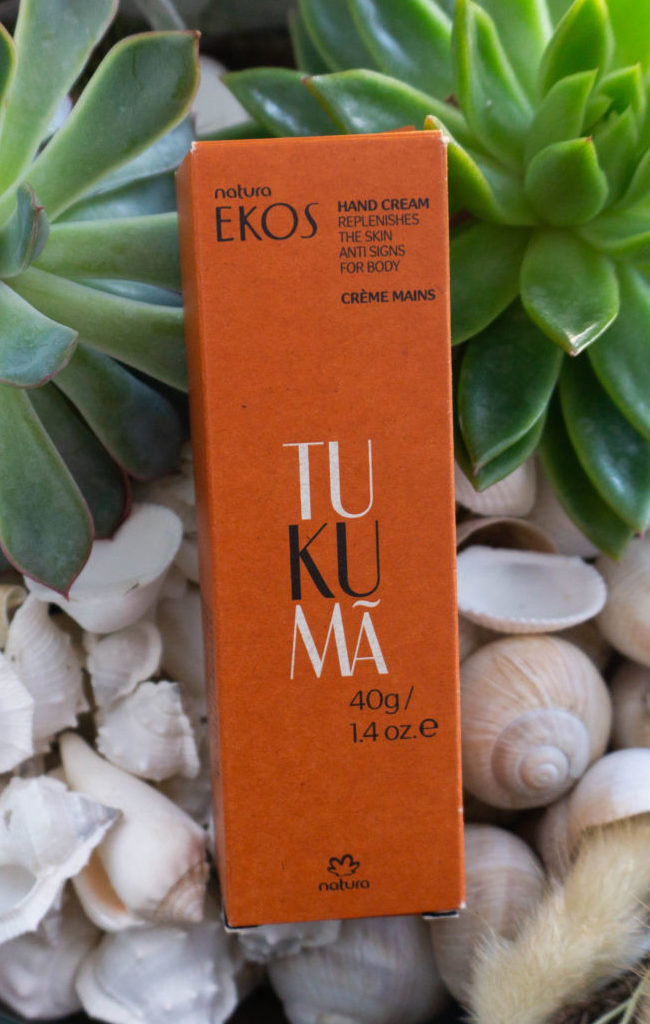 natura
EKOS
HAND CREAM
REPLENISHES
THE SKIN
ANTI SIGNS
FOR BODY
CRÈME MAINS
TU
KU
MÃ
40g/
1.4 oz.e
natura